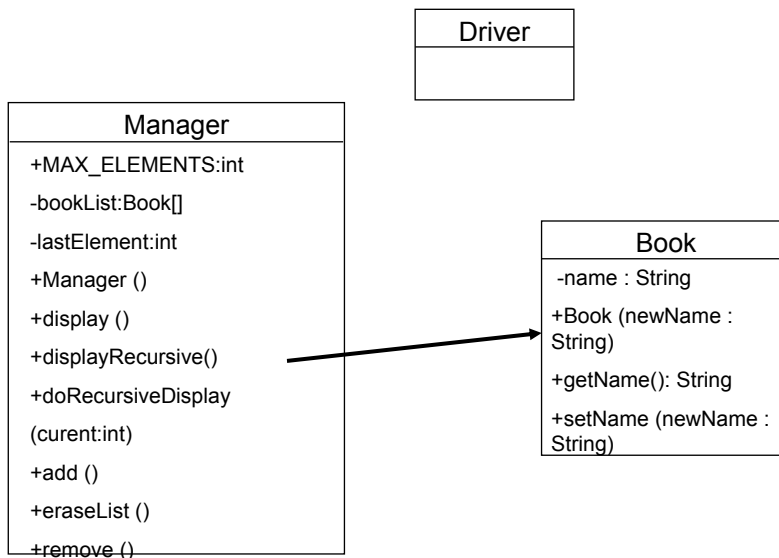 Driver
Manager
+MAX_ELEMENTS:int
-bookList:Book[]
-lastElement:int
+Manager ()
+display ()
+displayRecursive()
+doRecursiveDisplay
(curent:int)
+add ()
+eraseList ()
+remove ()
Book
-name : String
+Book (newName :
String)
+getName(): String
+setName (newName :
String)